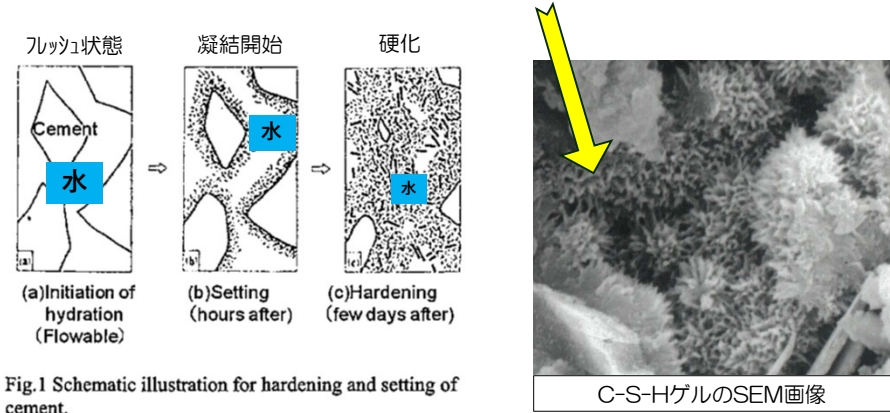 フレッシュ状態
凝結開始
硬化
Cement
水
水
水
(a)
(b)
(c)
(a)Initiation of
hydration
(Flowable)
(b)Setting
(hours after)
(c)Hardening
(few days after)
Fig.1 Schematic illustration for hardening and setting of
cement.
C-S-HゲルのSEM画像